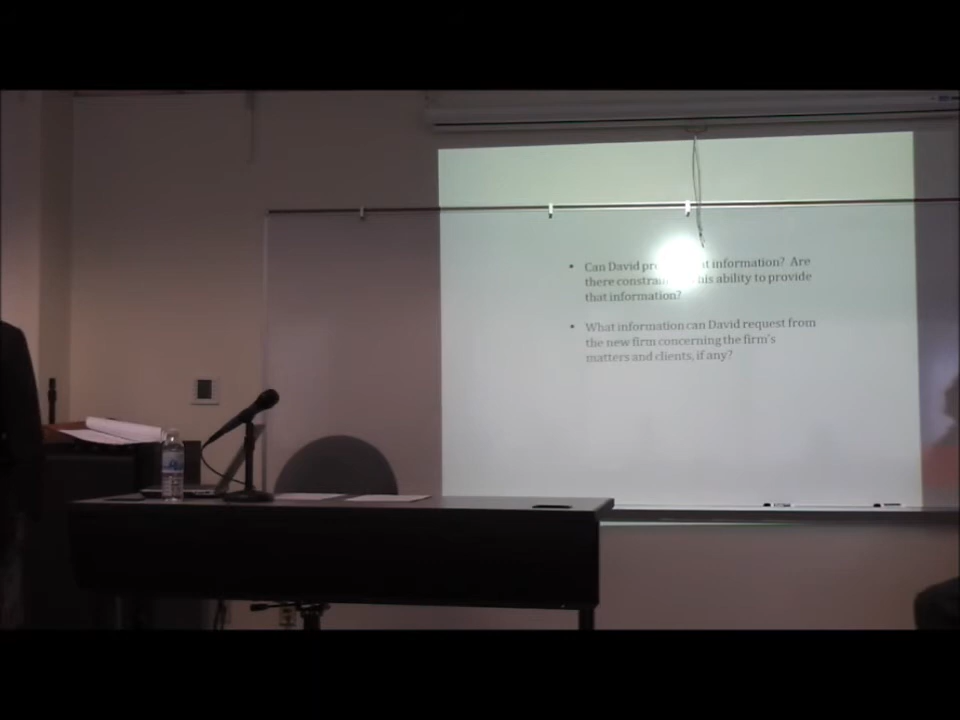 • Can David information? Are
there his ability to provide
that information?
• What information can David request from
the new firm concerning the firm's
matters and clients, if any?